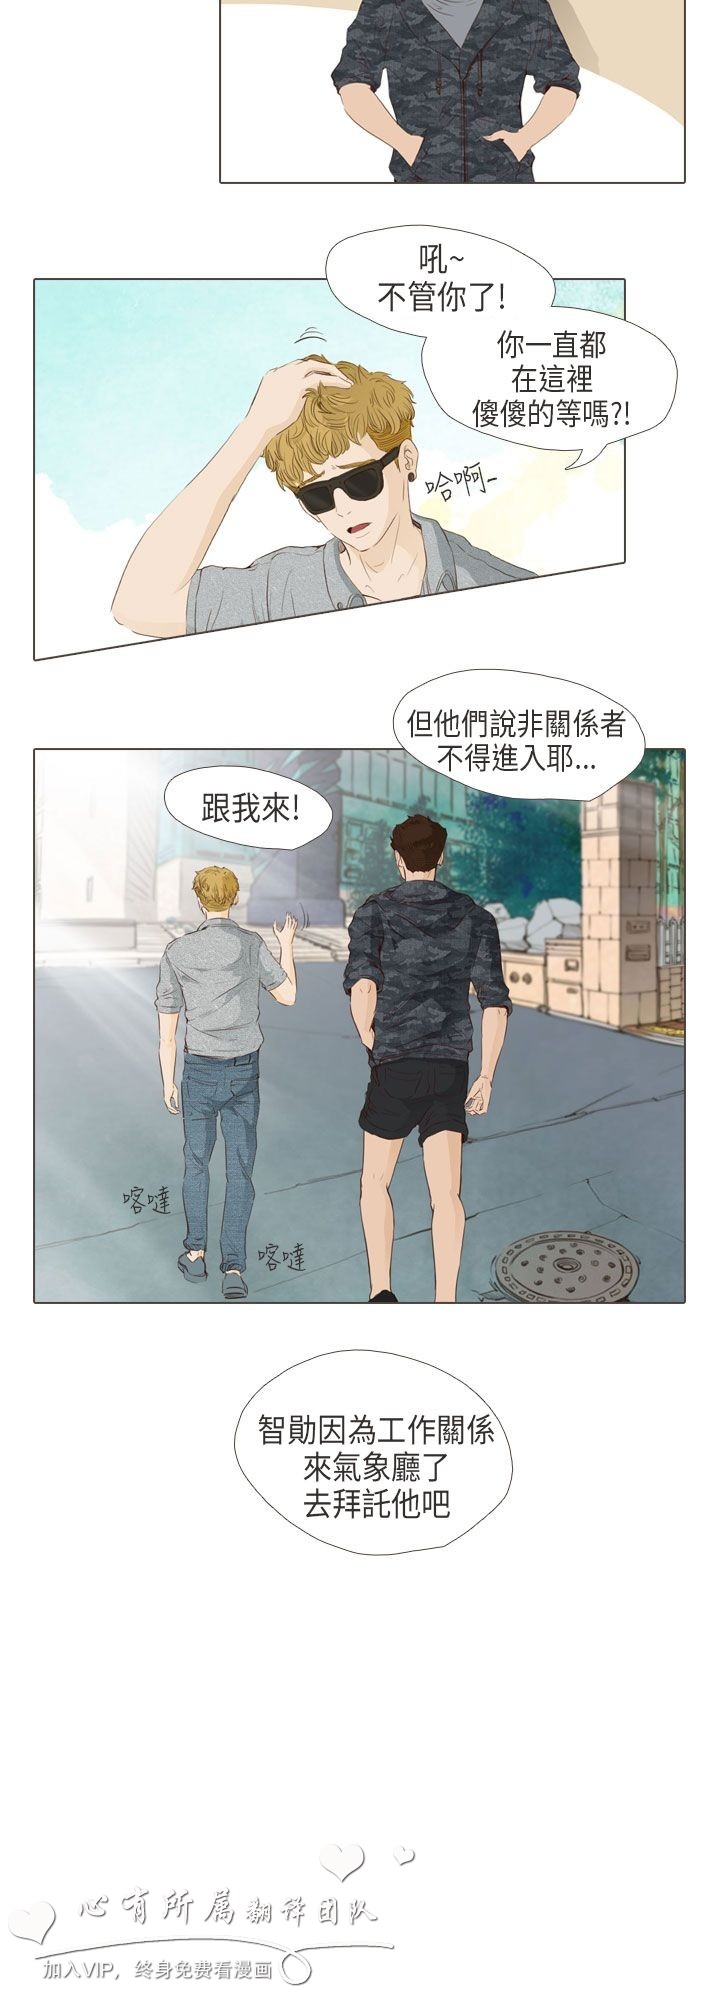 吼~
不管你了!
你一直都
在這裡
傻傻的等嗎?!
哈啊~
但他們說非關係者
不得進入耶...
跟我來!
喀噠
喀噠
智勛因為工作關係
來氣象廳了
去拜託他吧
心有所属翻译团队
加入VIP，终身免费看漫画